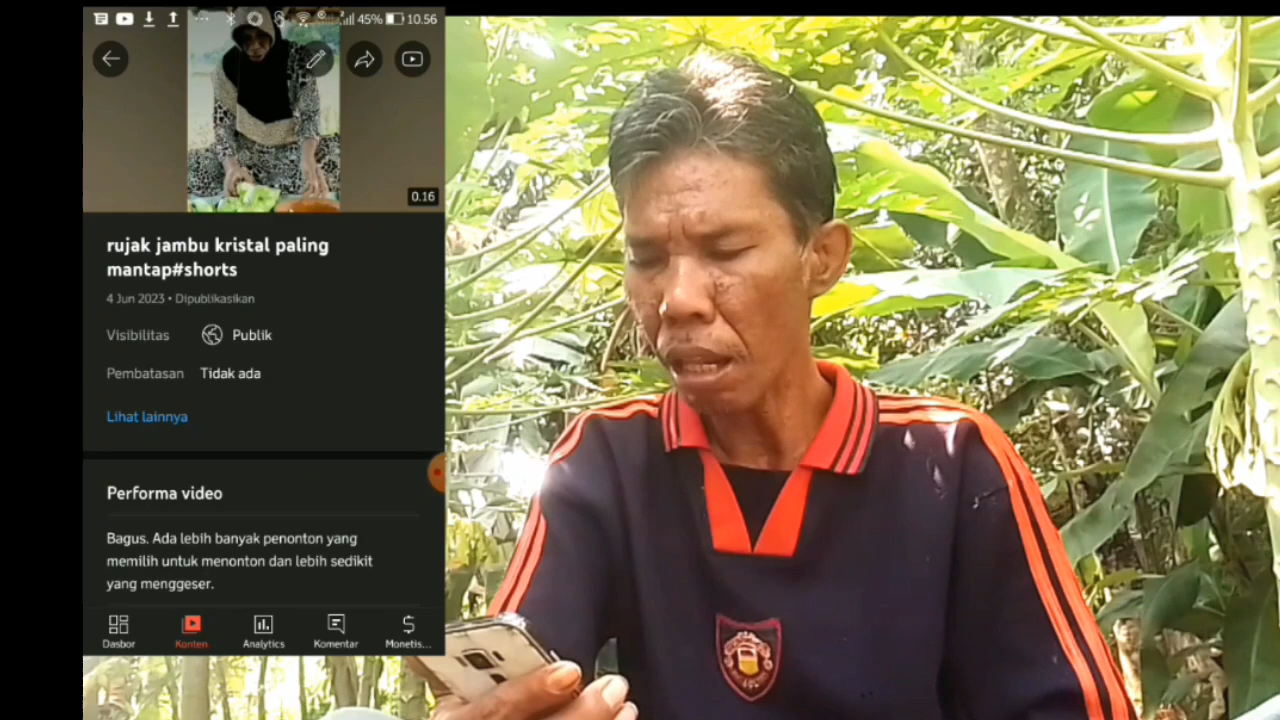 45% 10.56
0.16
rujak jambu kristal paling
mantap#shorts
4 Jun 2023 • Dipublikasikan
Visibilitas Publik
Pembatasan Tidak ada
Lihat lainnya
Performa video
Bagus. Ada lebih banyak penonton yang
memilih untuk menonton dan lebih sedikit
yang menggeser.
Dasbor Konten Analytics Komentar Monetis...